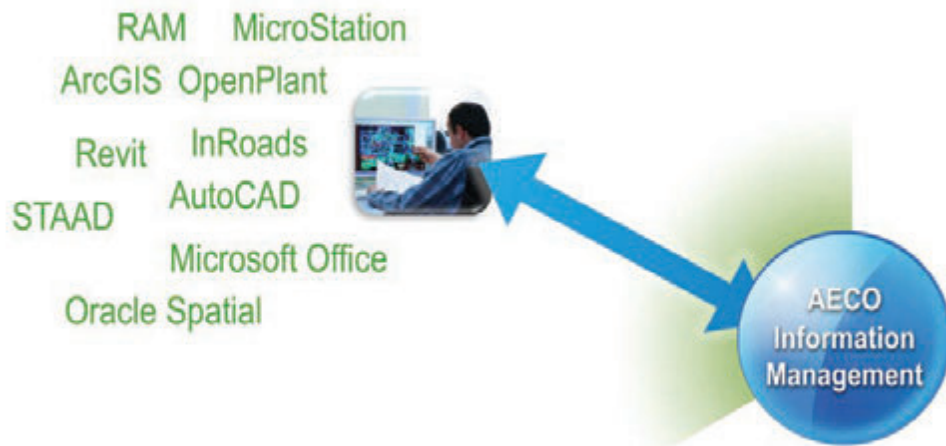 RAM MicroStation
ArcGIS OpenPlant
Revit InRoads
STAAD AutoCAD
Microsoft Office
Oracle Spatial
AECO
Information
Management